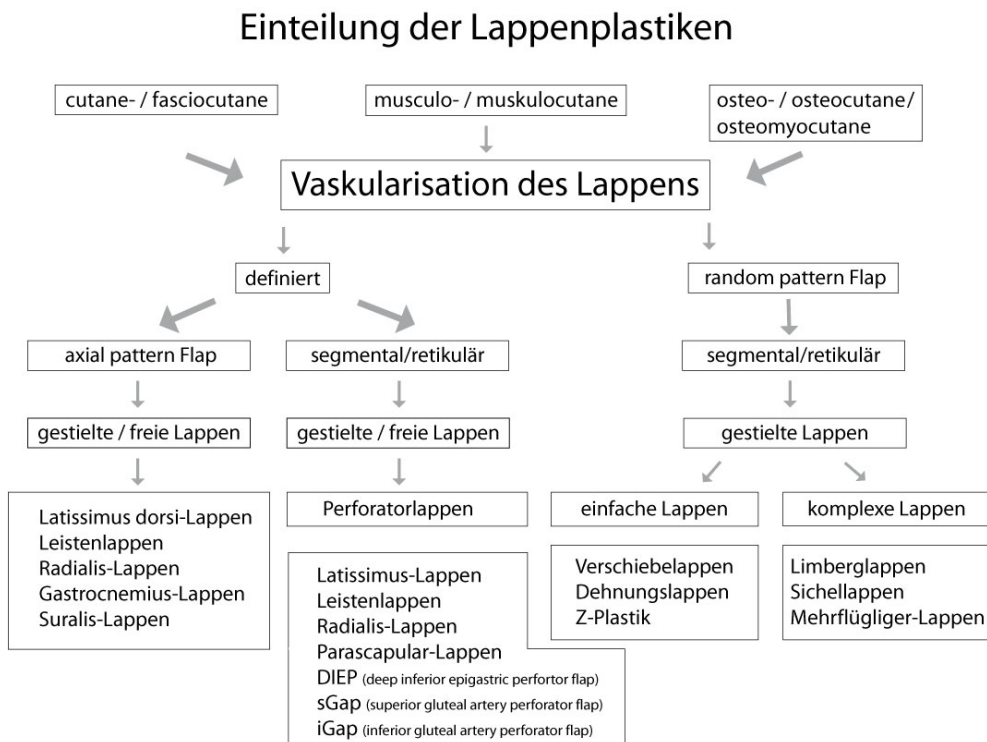 Einteilung der Lappenplastiken
cutane- / fasciocutane
musculo- / muskulocutane
osteo- / osteocutane/
osteomyocutane
Vaskularisation des Lappens
definiert
random pattern Flap
axial pattern Flap
segmental/retikulär
segmental/retikulär
gestielte / freie Lappen
gestielte / freie Lappen
gestielte Lappen
Latissimus dorsi-Lappen
Leistenlappen
Radialis-Lappen
Gastrocnemius-Lappen
Suralis-Lappen
Perforatorlappen
Latissimus-Lappen
Leistenlappen
Radialis-Lappen
Parascapular-Lappen
DIEP (deep inferior epigastric perfortor flap)
sGap (superior gluteal artery perforator flap)
iGap (inferior gluteal artery perforator flap)
einfache Lappen
Verschiebelappen
Dehnungslappen
Z-Plastik
komplexe Lappen
Limberglappen
Sichellappen
Mehrflügliger-Lappen